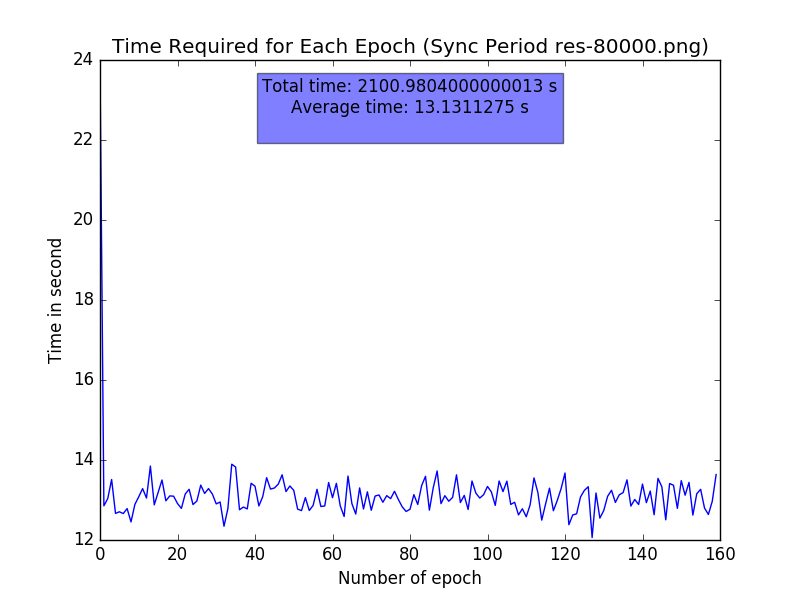 Time Required for Each Epoch (Sync Period res-80000.png)
Total time: 2100.9804000000013 s
Average time: 13.1311275 s
24
22
20
18
16
14
12
Time in second
0 20 40 60 80 100 120 140 160
Number of epoch